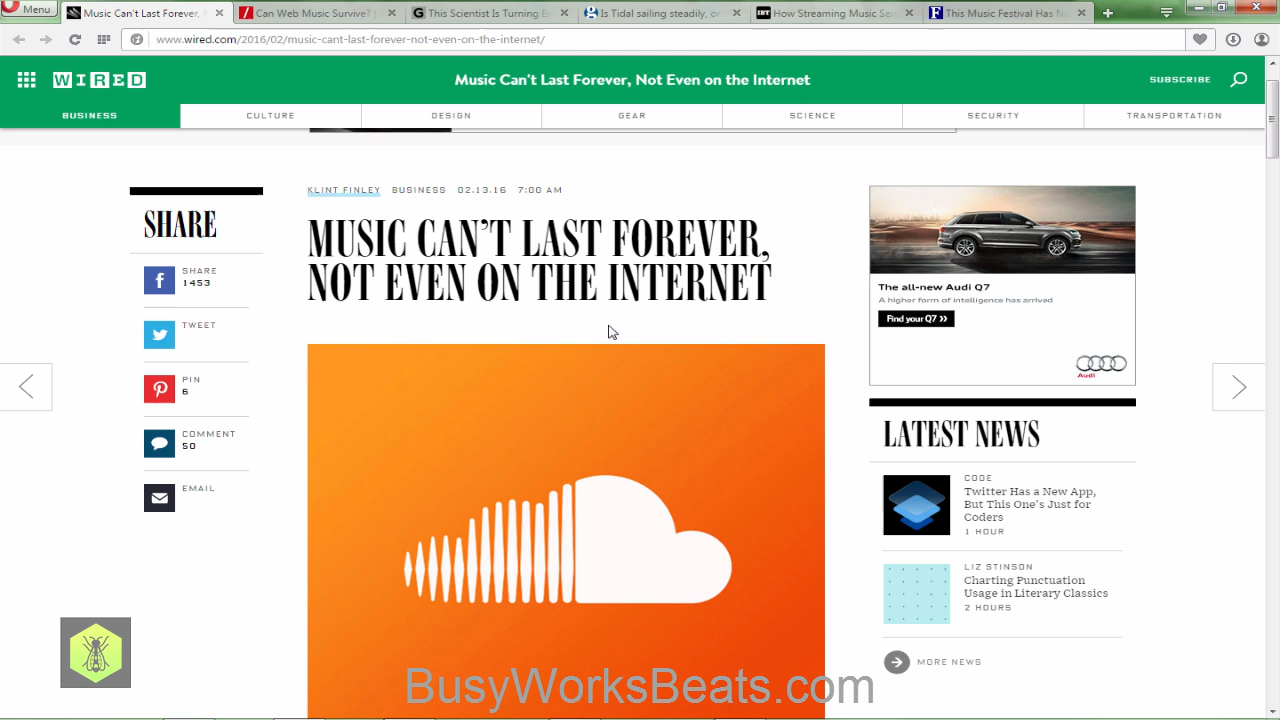 Menu
Music Can't Last Forever,
Can Web Music Survive? |
This Scientist Is Turning E
Is Tidal sailing steadily, or
How Streaming Music Ser
This Music Festival Has No
www.wired.com/2016/02/music-cant-last-forever-not-even-on-the-internet/
WIRED
Music Can't Last Forever, Not Even on the Internet
SUBSCRIBE
BUSINESS
CULTURE
DESIGN
GEAR
SCIENCE
SECURITY
TRANSPORTATION
SHARE
SHARE
1453
TWEET
PIN
6
COMMENT
50
EMAIL
KLINT FINLEY BUSINESS 02.13.16 7:00 AM
MUSIC CAN'T LAST FOREVER,
NOT EVEN ON THE INTERNET
The all-new Audi Q7
A higher form of intelligence has arrived
Find your Q7 »
Audi
LATEST NEWS
CODE
Twitter Has a New App,
But This One's Just for
Coders
1 HOUR
LIZ STINSON
Charting Punctuation
Usage in Literary Classics
2 HOURS
MORE NEWS
BusyWorksBeats.com